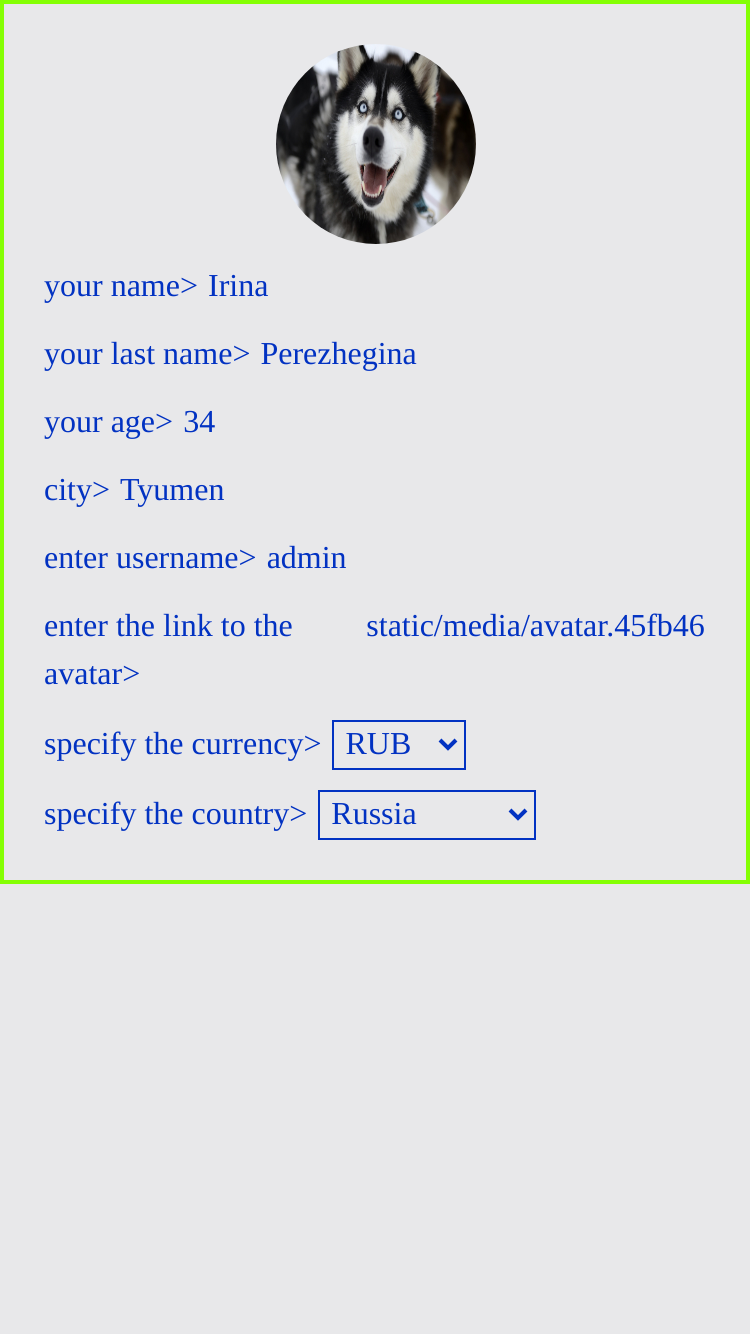 your name> Irina
your last name> Perezhegina
your age> 34
city> Tyumen
enter username> admin
enter the link to the static/media/avatar.45fb46
avatar>
specify the currency> RUB
specify the country> Russia